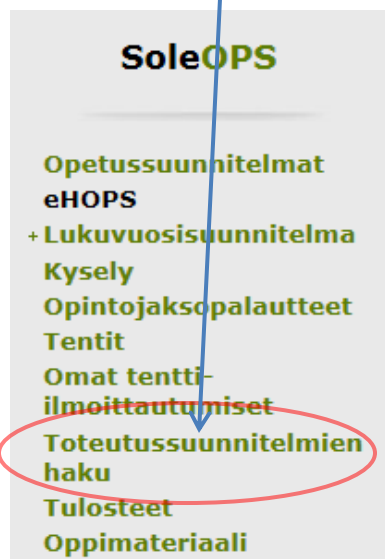 SoleOPS
Opetussuunnitelmat
eHOPS
+ Lukuvuosisuunnitelma
Kysely
Opintojaksopalautteet
Tentit
Omat tentti-
ilmoittautumiset
Toteutussuunnitelmien
haku
Tulosteet
Oppimateriaali